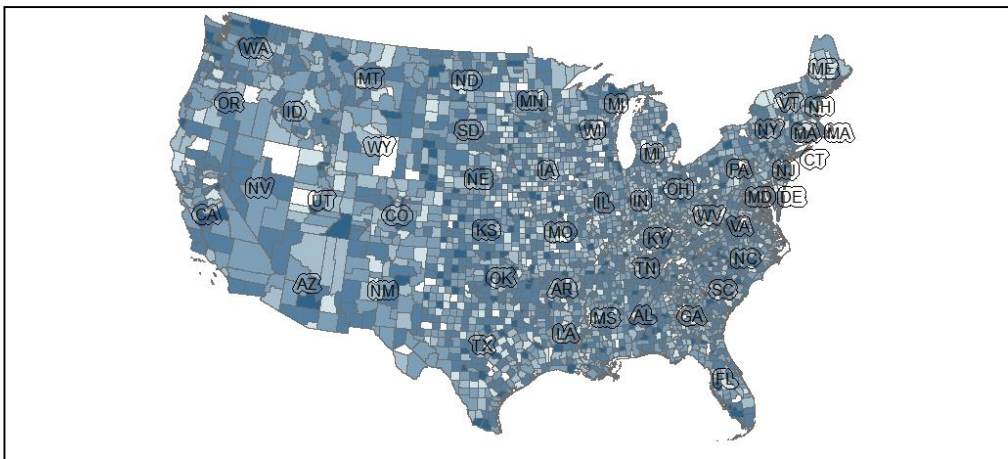 WA
MT
ND
ME
OR
ID
MN
MI
VT
NH
SD
WI
NY
MA
MA
WY
MI
CT
NE
IA
PA
NJ
NV
UT
CO
IL
IN
OH
MD
DE
CA
KS
MO
KY
WV
VA
AZ
NM
OK
AR
TN
NC
SC
TX
LA
MS
AL
GA
FL